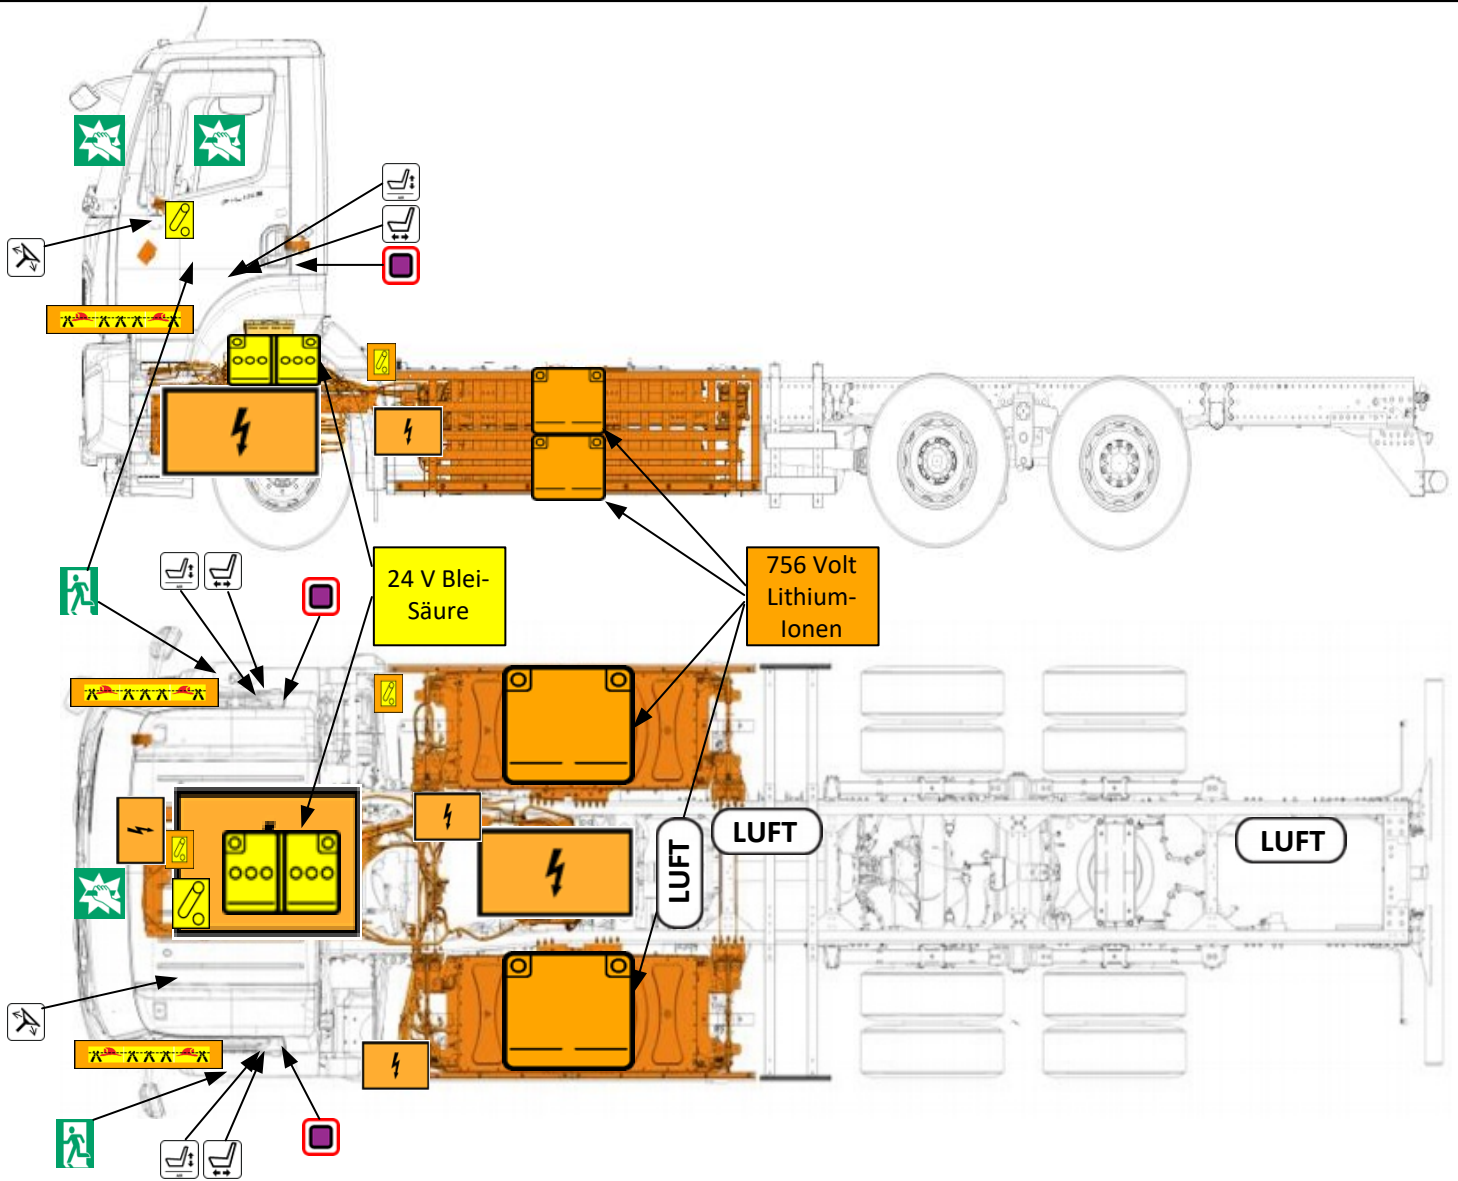 24 V Blei-
Säure
756 Volt
Lithium-
Ionen
LUFT
LUFT
LUFT